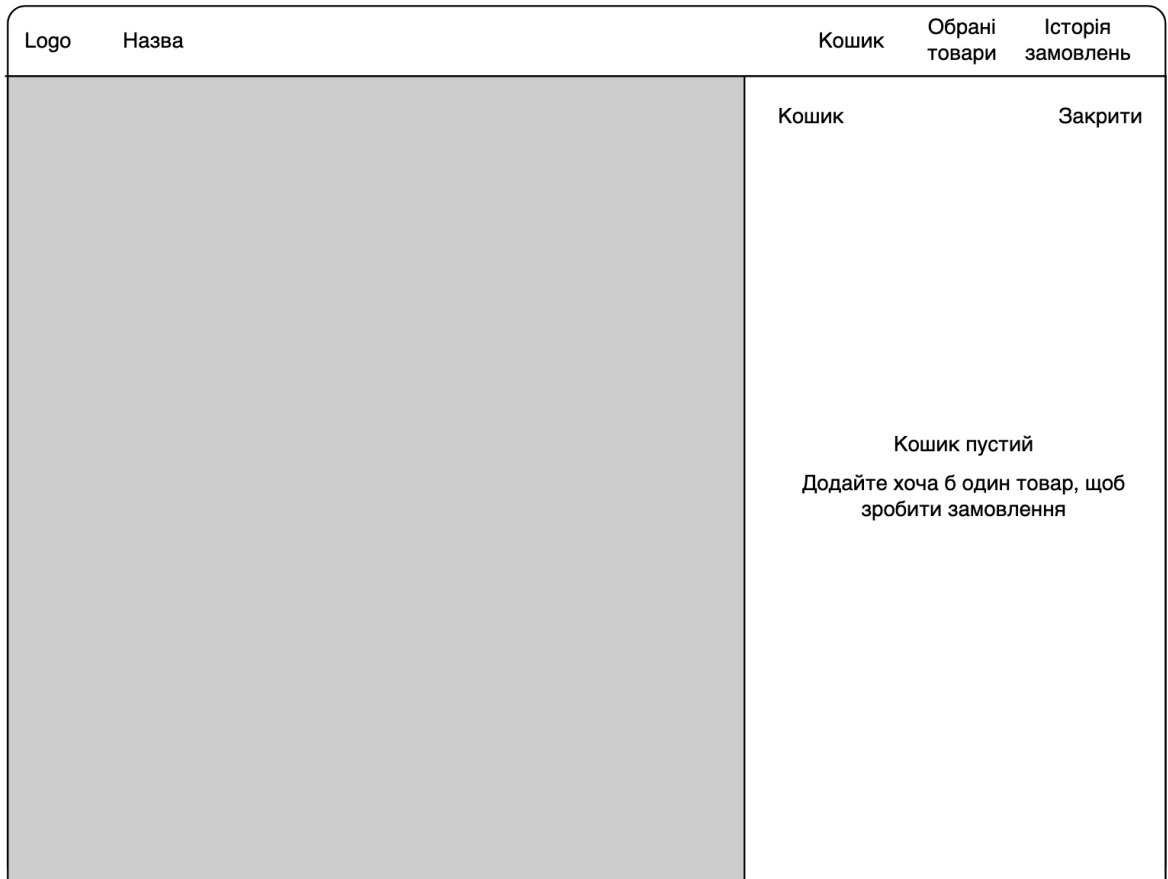 Logo
Назва
Кошик
Обрані
товари
Історія
замовлень
Кошик
Закрити
Кошик пустий
Додайте хоча б один товар, щоб
зробити замовлення